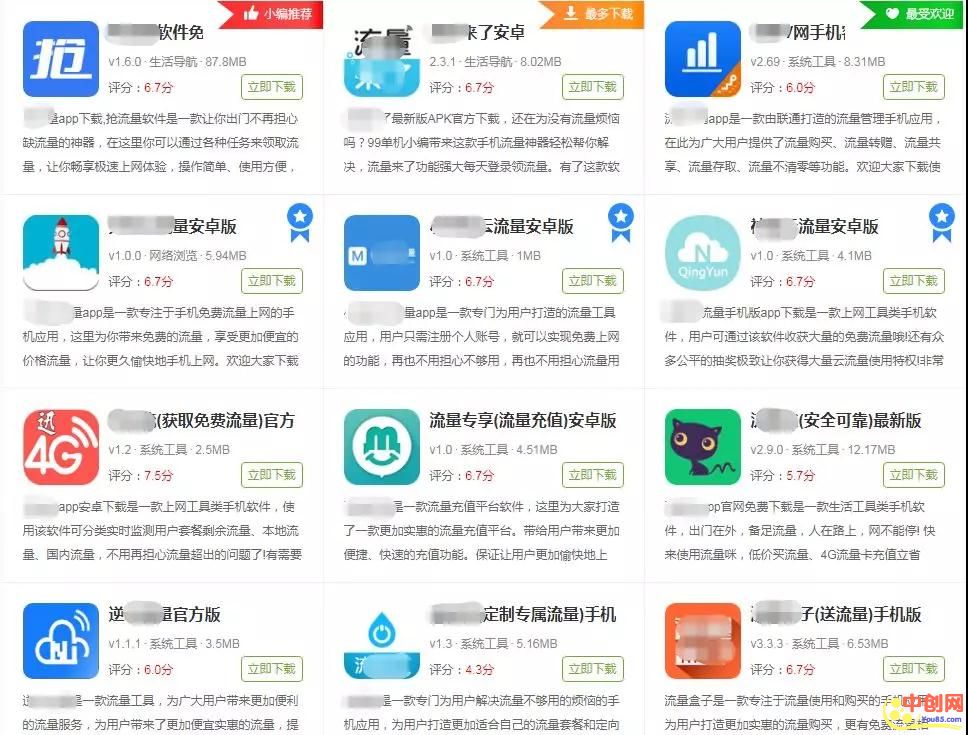 小编推荐
抢
软件免
v1.6.0 · 生活导航 · 87.8MB
评分：6.7分
立即下载
app下载,抢流量软件是一款让你出门不再担心
缺流量的神器，在这里你可以通过各种任务来领取流
量，让你畅享极速上网体验，操作简单、使用方便，
最多下载
流量
来了安卓
2.3.1 · 生活导航 · 8.02MB
评分：6.7分
立即下载
了最新版APK官方下载，还在为没有流量烦恼
吗？99单机小编带来这款手机流量神器轻松帮你解
决，流量来了功能强大每天登录领流量。有了这款软
最受欢迎
网手机
v2.69 · 系统工具 · 8.31MB
评分：6.0分
立即下载
app是一款由联通打造的流量管理手机应用，
在此为广大用户提供了流量购买、流量转赠、流量共
享、流量存取、流量不清零等功能。欢迎大家下载使
量安卓版
v1.0.0 · 网络浏览 · 5.94MB
评分：6.7分
立即下载
量app是一款专注于手机免费流量上网的手
机应用，这里为你带来免费的流量，享受更加便宜的
价格流量，让你更久愉快地手机上网。欢迎大家下载
M
云流量安卓版
v1.0 · 系统工具 · 1MB
评分：6.7分
立即下载
量app是一款专门为用户打造的流量工具
应用，用户只需注册个人账号，就可以实现免费上网
的功能，再也不用担心不够用，再也不用担心流量用
N
QingYun
流量安卓版
v1.0 · 系统工具 · 4.1MB
评分：6.7分
立即下载
流量手机版app下载是一款上网工具类手机软
件，用户可通过该软件收获大量的免费流量哦!还有众
多公平的抽奖极致让你获得大量云流量使用特权!非常
迅
4G
(获取免费流量)官方
v1.2 · 系统工具 · 2.5MB
评分：7.5分
立即下载
app安卓下载是一款上网工具类手机软件，使
用该软件可分类实时监测用户套餐剩余流量、本地流
量、国内流量，不用再担心流量超出的问题了!有需要
流量专享(流量充值)安卓版
v1.0 · 系统工具 · 4.51MB
评分：6.7分
立即下载
是一款流量充值平台软件，这里为大家打造
了一款更加实惠的流量充值平台。带给用户带来更加
便捷、快速的充值功能。保证让用户更加愉快地上
(安全可靠)最新版
v2.9.0 · 系统工具 · 12.17MB
评分：5.7分
立即下载
pp官网免费下载是一款生活工具类手机软
件，出门在外，备足流量，人在路上，网不能停! 快
来使用流量咪，低价买流量、4G流量卡充值立省
逆
量官方版
v1.1.1 · 系统工具 · 3.5MB
评分：6.0分
立即下载
是一款流量工具，为广大用户带来更加便利
的流量服务，为用户带来了更加便宜实惠的流量，提
定制专属流量)手机
v1.3 · 系统工具 · 5.16MB
评分：4.3分
立即下载
是一款专门为用户解决流量不够用的烦恼的手
机应用，为用户打造更加适合自己的流量套餐和定向
子(送流量)手机版
v3.3.3 · 系统工具 · 6.53MB
评分：6.7分
立即下载
流量盒子是一款专注于流量使用和购买的手机
为用户打造更加实惠的流量购买，更有免费流量
中创网